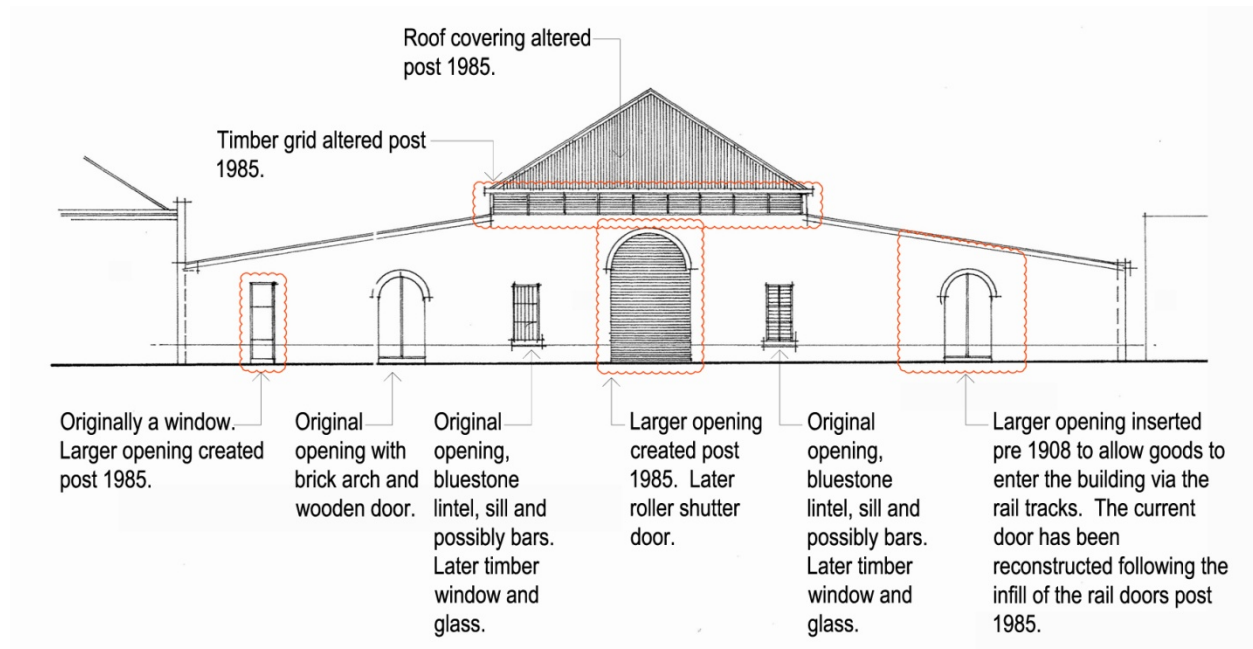 Roof covering altered
post 1985.
Timber grid altered post
1985.
Originally a window.
Larger opening created
post 1985.
Original
opening with
brick arch and
wooden door.
Original
opening,
bluestone
lintel, sill and
possibly bars.
Later timber
window and
glass.
Larger opening
created post
1985. Later
roller shutter
door.
Original
opening,
bluestone
lintel, sill and
possibly bars.
Later timber
window and
glass.
Larger opening inserted
pre 1908 to allow goods to
enter the building via the
rail tracks. The current
door has been
reconstructed following the
infill of the rail doors post
1985.